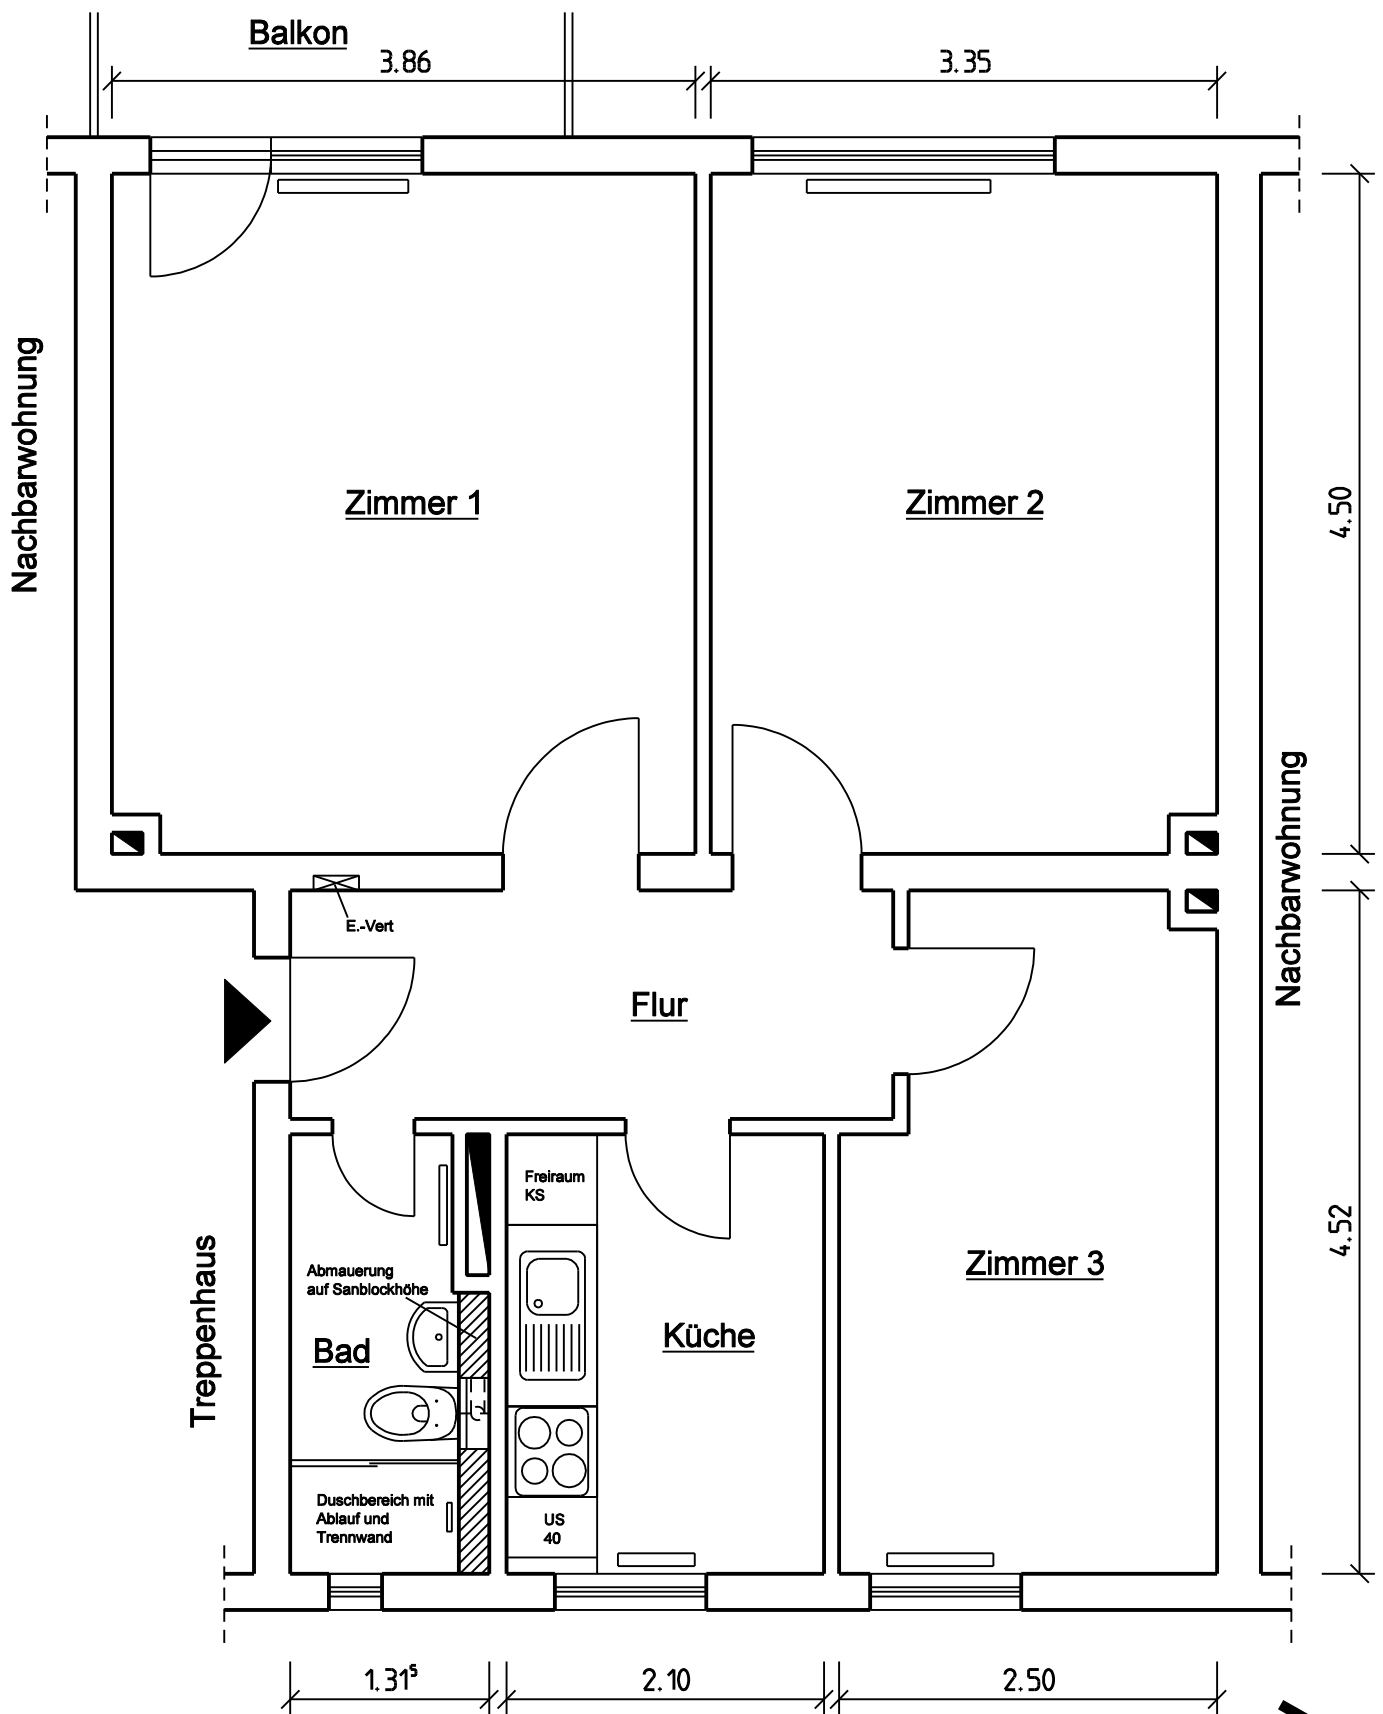 Balkon
3.86
3.35
Nachbarwohnung
Zimmer 1
Zimmer 2
4.50
Nachbarwohnung
E.-Vert
Flur
Freiraum
KS
4.52
Treppenhaus
Abmauerung
auf Sanblockhöhe
Zimmer 3
Bad
Küche
Duschbereich mit
Ablauf und
Trennwand
US
40
1.31⁵
2.10
2.50